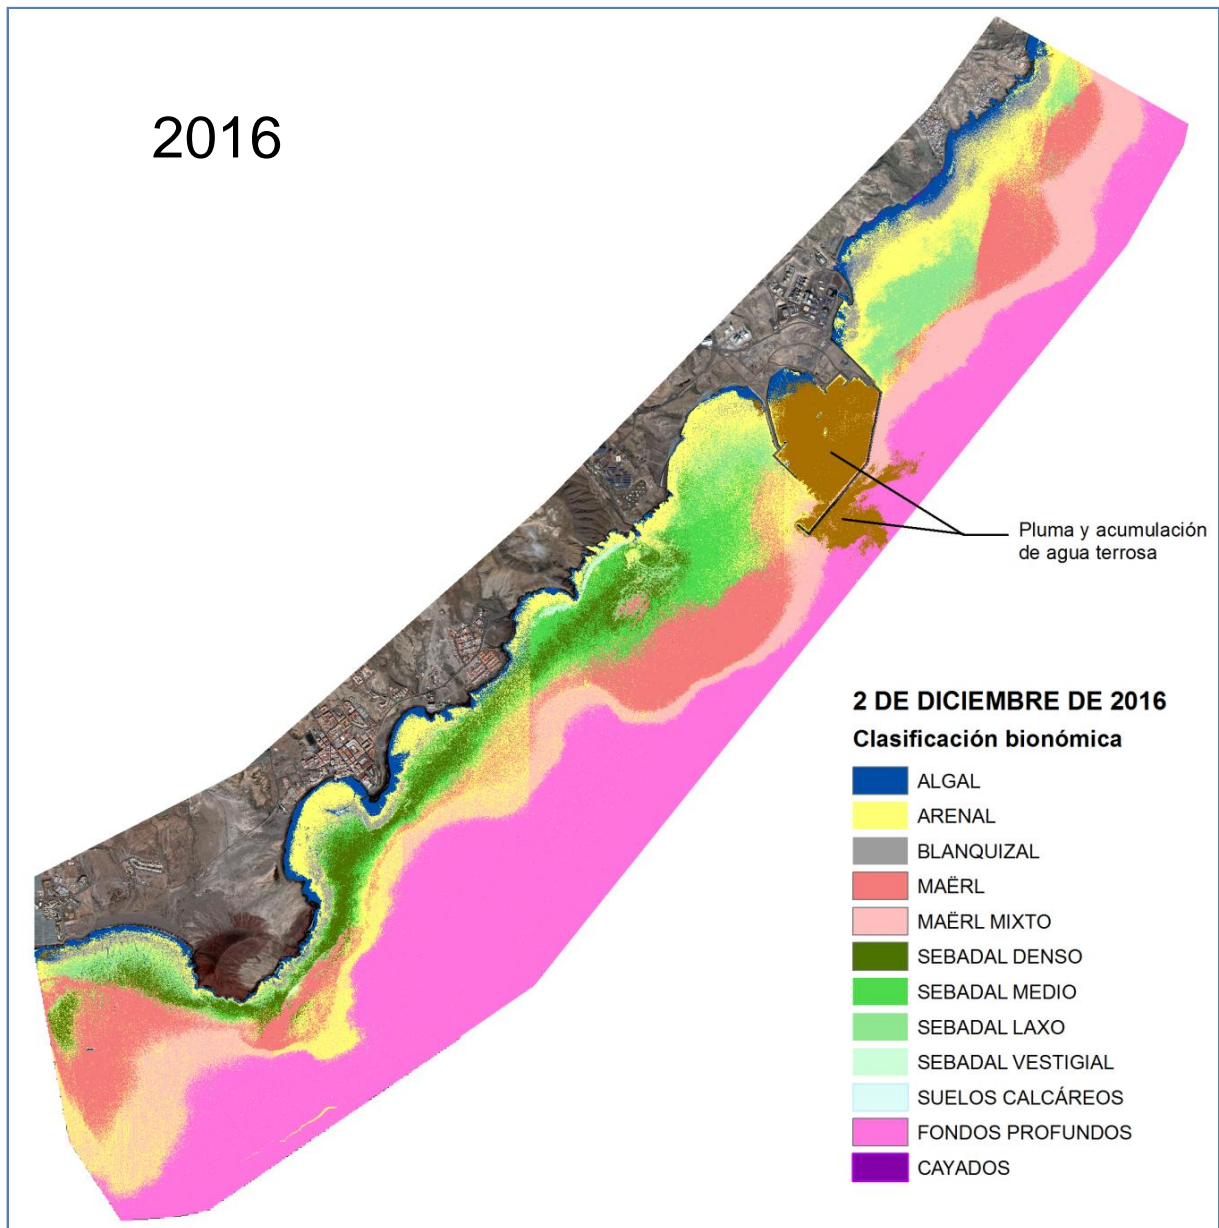 2016
Pluma y acumulación
de agua terrosa
2 DE DICIEMBRE DE 2016
Clasificación bionómica
ALGAL
ARENAL
BLANQUIZAL
MAËRL
MAËRL MIXTO
SEBADAL DENSO
SEBADAL MEDIO
SEBADAL LAXO
SEBADAL VESTIGIAL
SUELOS CALCÁREOS
FONDOS PROFUNDOS
CAYADOS